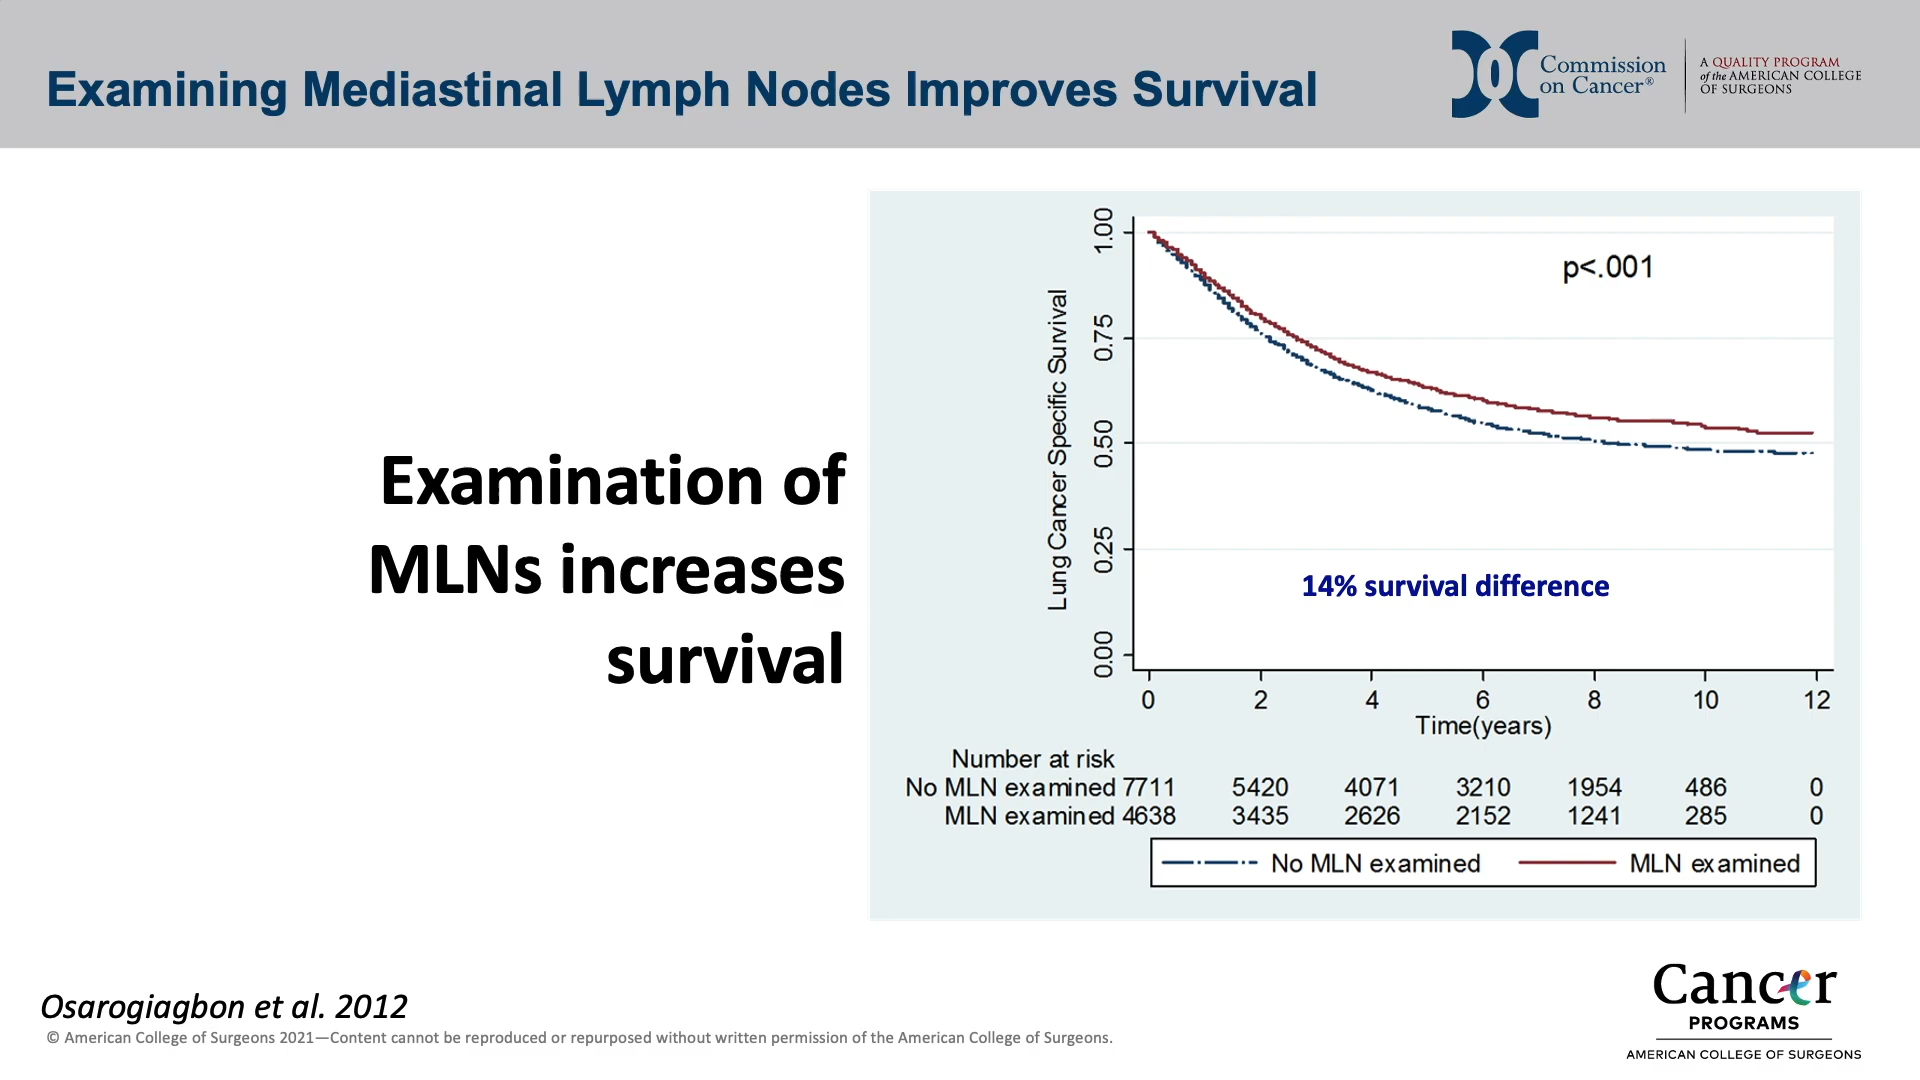 Examining Mediastinal Lymph Nodes Improves Survival
Commission
on Cancer®
A QUALITY PROGRAM
of the AMERICAN COLLEGE
OF SURGEONS
Examination of
MLNs increases
survival
Lung Cancer Specific Survival
1.00
0.75
0.50
0.25
0.00
p<.001
14% survival difference
0 2 4 6 8 10 12
Time(years)
Number at risk
No MLN examined 7711 5420 4071 3210 1954 486 0
MLN examined 4638 3435 2626 2152 1241 285 0
No MLN examined MLN examined
Osarogiagbon et al. 2012
© American College of Surgeons 2021—Content cannot be reproduced or repurposed without written permission of the American College of Surgeons.
Cancer
PROGRAMS
AMERICAN COLLEGE OF SURGEONS